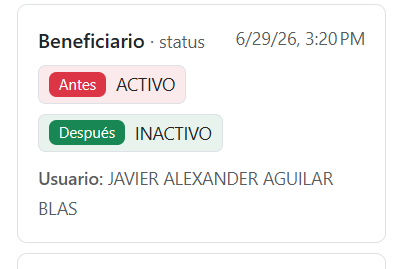 Beneficiario · status 6/29/26, 3:20 PM
Antes ACTIVO
Después INACTIVO
Usuario: JAVIER ALEXANDER AGUILAR
BLAS